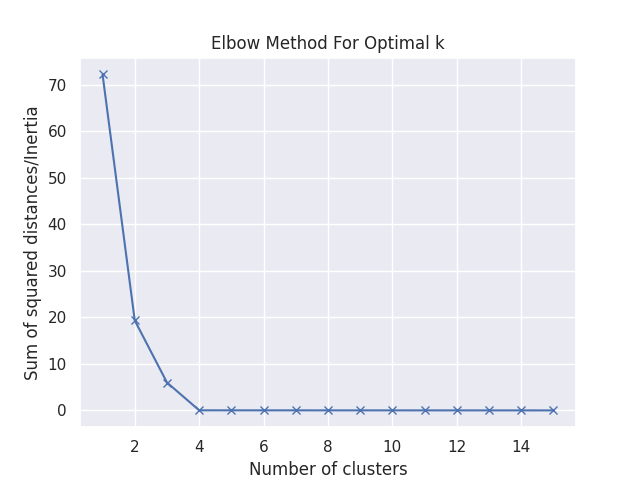 Elbow Method For Optimal k
Sum of squared distances/Inertia
70
60
50
40
30
20
10
0
2 4 6 8 10 12 14
Number of clusters